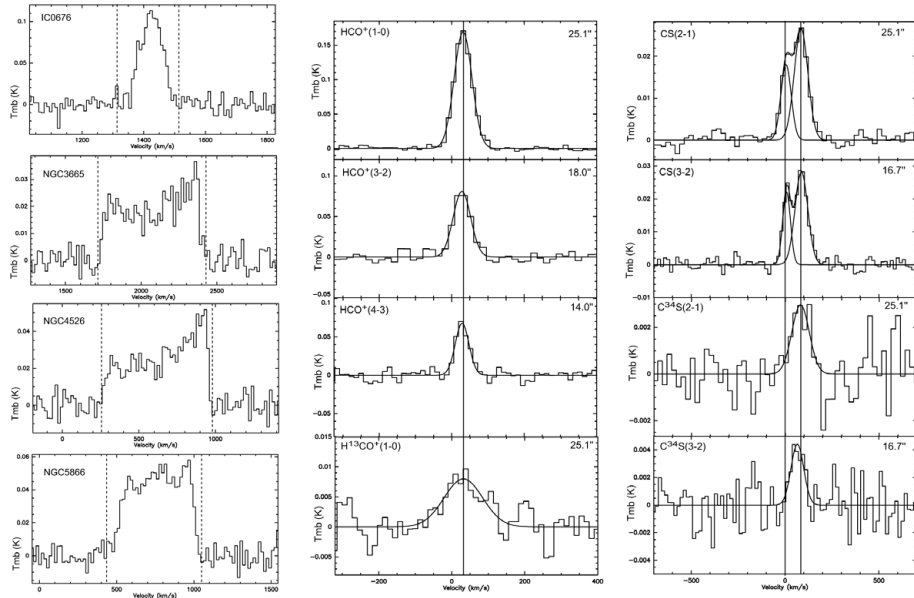 IC0676
0.1
0.05
0
Tmb (K)
1200
1400
1600
1800
Velocity (km/s)
NGC3665
0.03
0.02
0.01
0
Tmb (K)
1500
2000
2500
Velocity (km/s)
NGC4526
0.04
0.02
0
Tmb (K)
0
500
1000
Velocity (km/s)
NGC5866
0.06
0.04
0.02
0
Tmb (K)
0
500
1000
1500
Velocity (km/s)
HCO⁺(1-0)
25.1"
0.15
0.1
0.05
0
Tmb (K)
HCO⁺(3-2)
18.0"
0.1
0.05
0
−0.05
Tmb (K)
HCO⁺(4-3)
14.0"
0.1
0.05
0
−0.05
Tmb (K)
H¹³CO⁺(1-0)
25.1"
0.015
0.01
0.005
0
−0.005
Tmb (K)
−200
0
200
400
Velocity (km/s)
CS(2-1)
25.1"
0.02
0.01
0
Tmb (K)
CS(3-2)
16.7"
0.03
0.02
0.01
0
−0.01
Tmb (K)
C³⁴S(2-1)
25.1"
0.002
0
−0.002
Tmb (K)
C³⁴S(3-2)
16.7"
0.004
0.002
0
−0.002
−0.004
Tmb (K)
−500
0
500
Velocity (km/s)